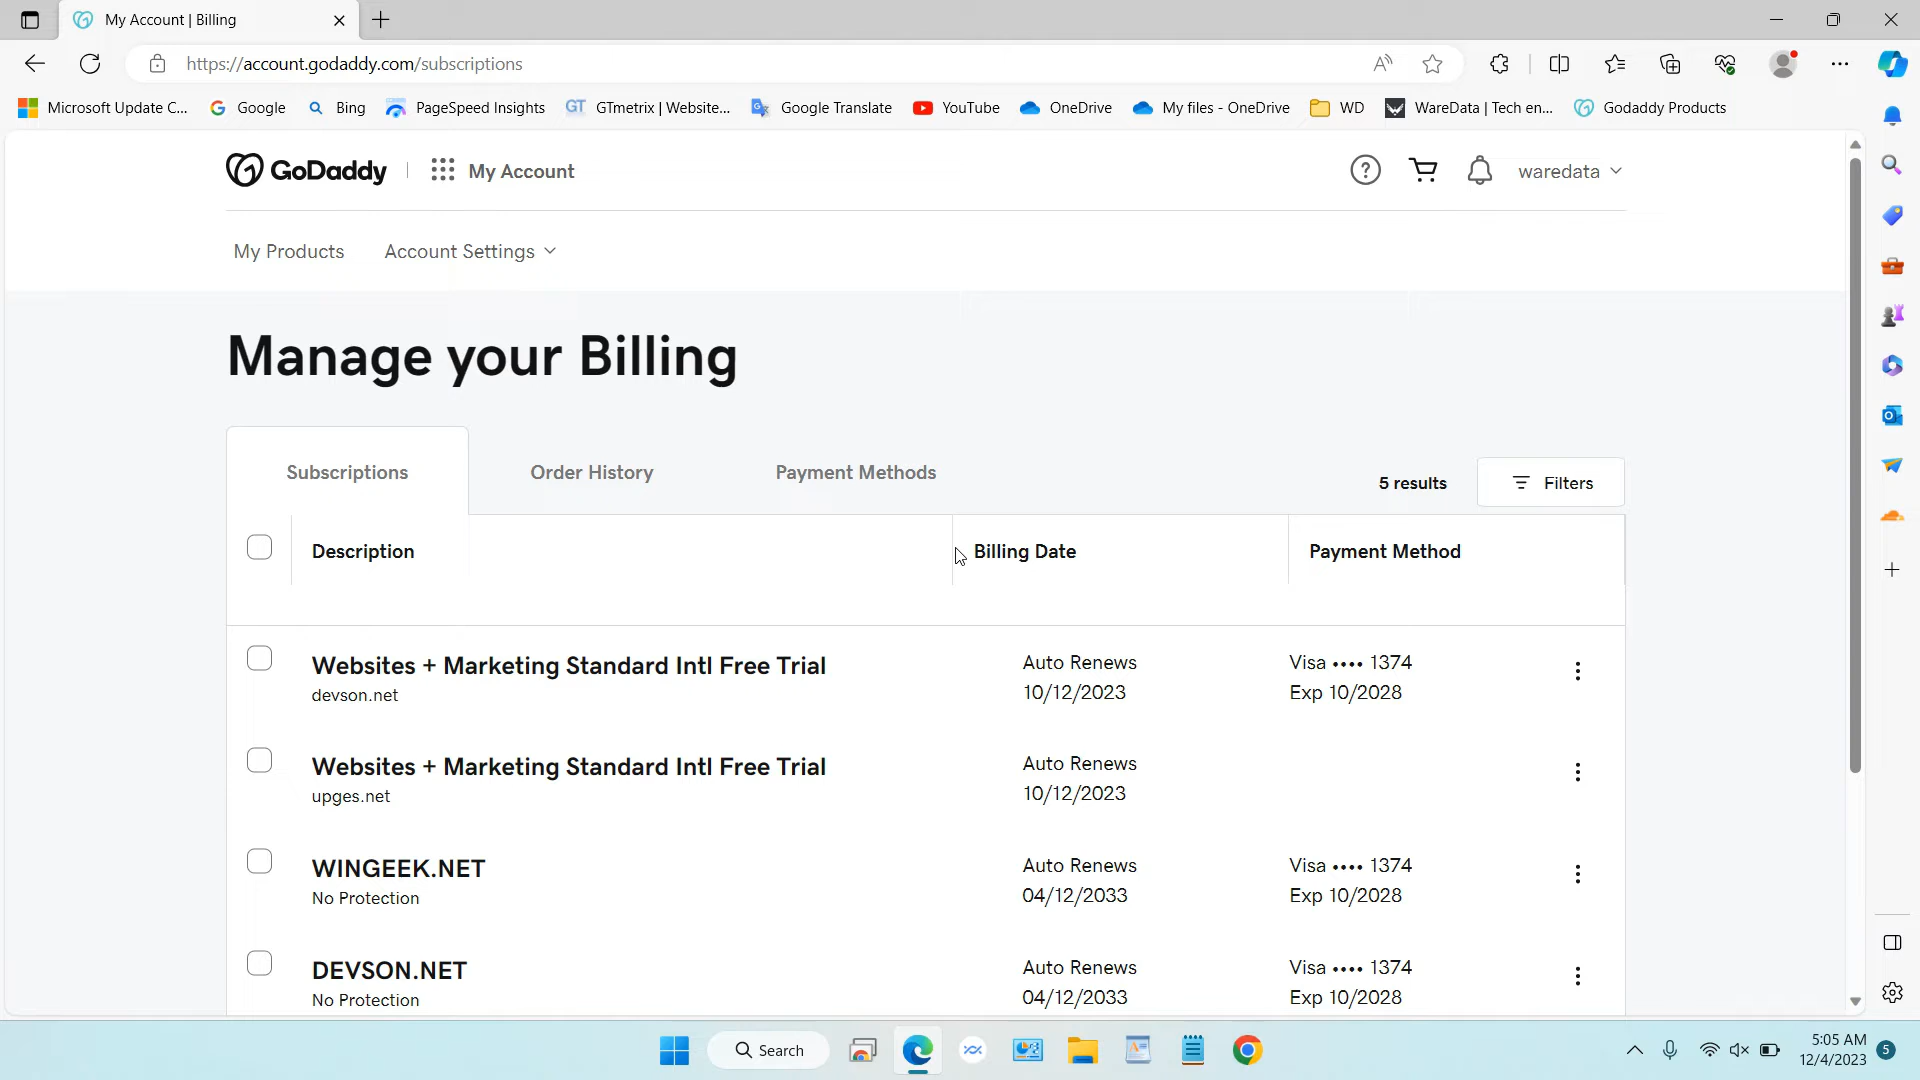 My Account | Billing
https://account.godaddy.com/subscriptions
Microsoft Update C...
Google
Bing
PageSpeed Insights
GT
GTmetrix | Website...
Google Translate
YouTube
OneDrive
My files - OneDrive
WD
WareData | Tech en...
Godaddy Products
GoDaddy
My Account
waredata
My Products
Account Settings
Manage your Billing
Subscriptions
Order History
Payment Methods
5 results
Filters
Description
Billing Date
Payment Method
Websites + Marketing Standard Intl Free Trial
devson.net
Auto Renews
10/12/2023
Visa •••• 1374
Exp 10/2028
Websites + Marketing Standard Intl Free Trial
upges.net
Auto Renews
10/12/2023
WINGEEK.NET
No Protection
Auto Renews
04/12/2033
Visa •••• 1374
Exp 10/2028
DEVSON.NET
No Protection
Auto Renews
04/12/2033
Visa •••• 1374
Exp 10/2028
Search
5:05 AM
12/4/2023
5